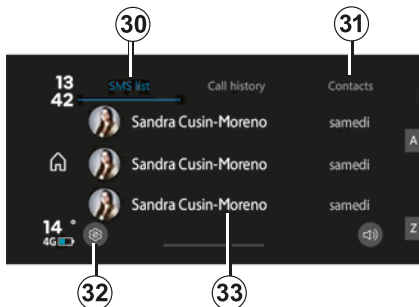 30
31
13
42
SMS list
Call history
Contacts
Sandra Cusin-Moreno
samedi
A
Sandra Cusin-Moreno
samedi
Sandra Cusin-Moreno
samedi
14 °
4G
Z
32
33